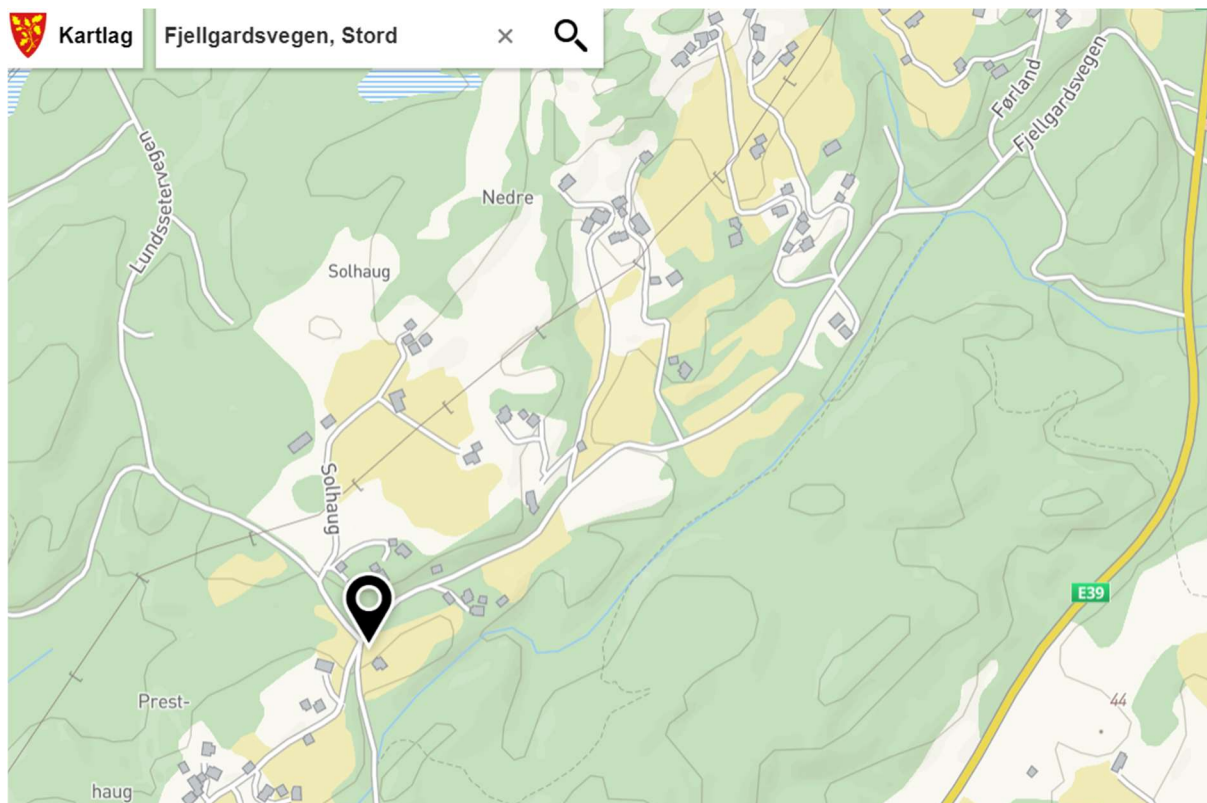 Kartlag
Fjellgardsvegen, Stord
Lundssetervegen
Førland
Fjellgardsvegen
Nedre
Solhaug
Solhaug
E39
Prest-
haug
44